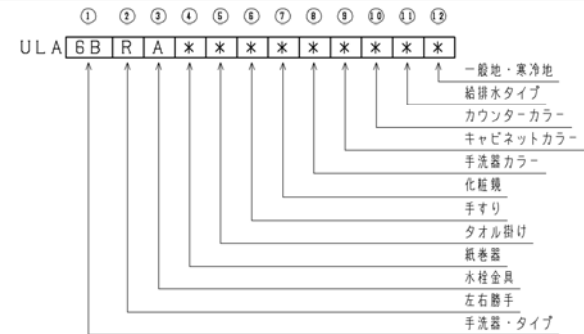 ① ② ③ ④ ⑤ ⑥ ⑦ ⑧ ⑨ ⑩ ⑪ ⑫
ULA 6B R A * * * * * * * * *
一般地・寒冷地
給排水タイプ
カウンターカラー
キャビネットカラー
手洗器カラー
化粧鏡
手すり
タオル掛け
紙巻器
水栓金具
左右勝手
手洗器・タイプ